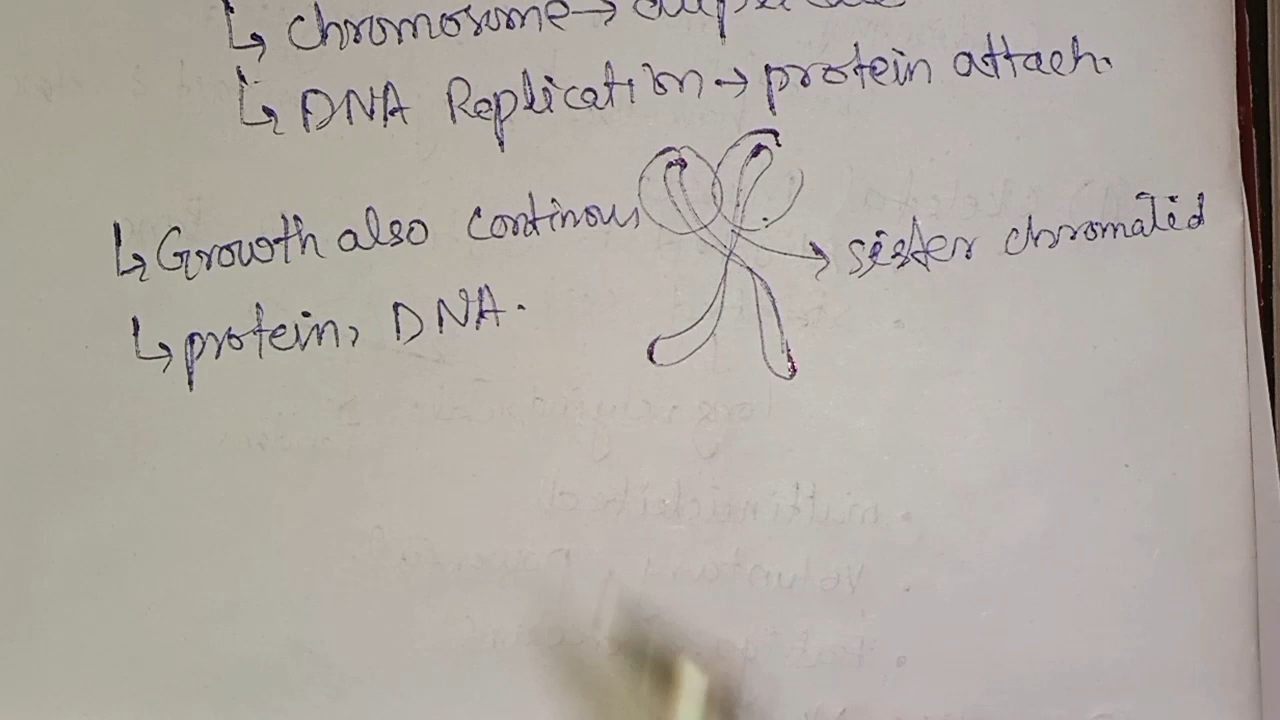 ↳ chromosome →
↳ DNA Replication → protein attach.
↳ Growth also continous
sister chromatid
↳ protein, DNA.